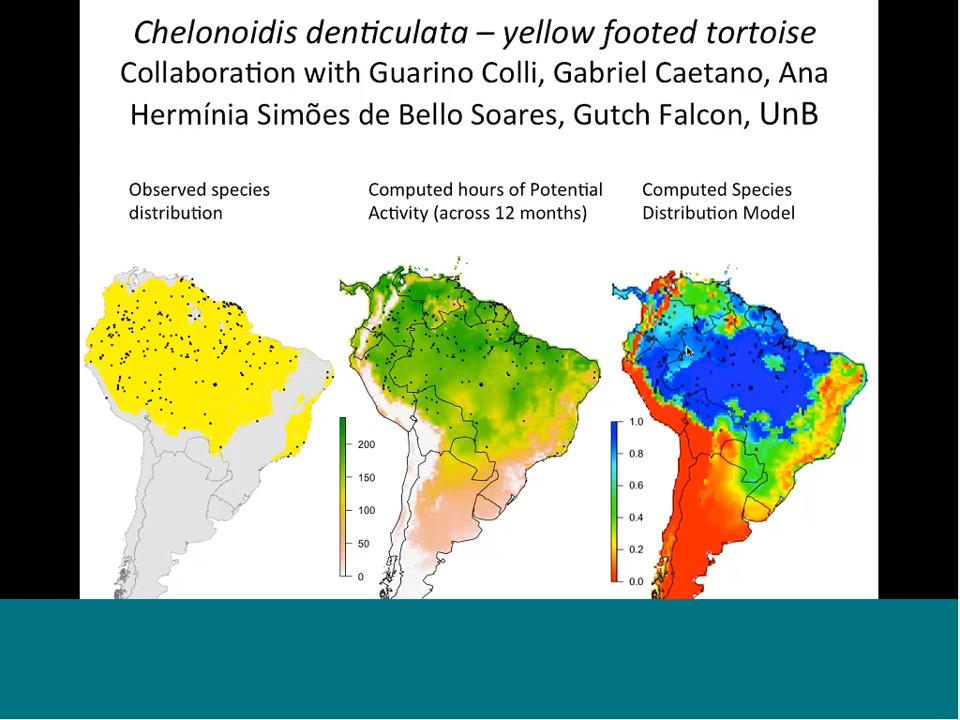 Chelonoidis denticulata – yellow footed tortoise
Collaboration with Guarino Colli, Gabriel Caetano, Ana
Hermínia Simões de Bello Soares, Gutch Falcon, UnB
Observed species
distribution
Computed hours of Potential
Activity (across 12 months)
Computed Species
Distribution Model
200
150
100
50
0
1.0
0.8
0.6
0.4
0.2
0.0